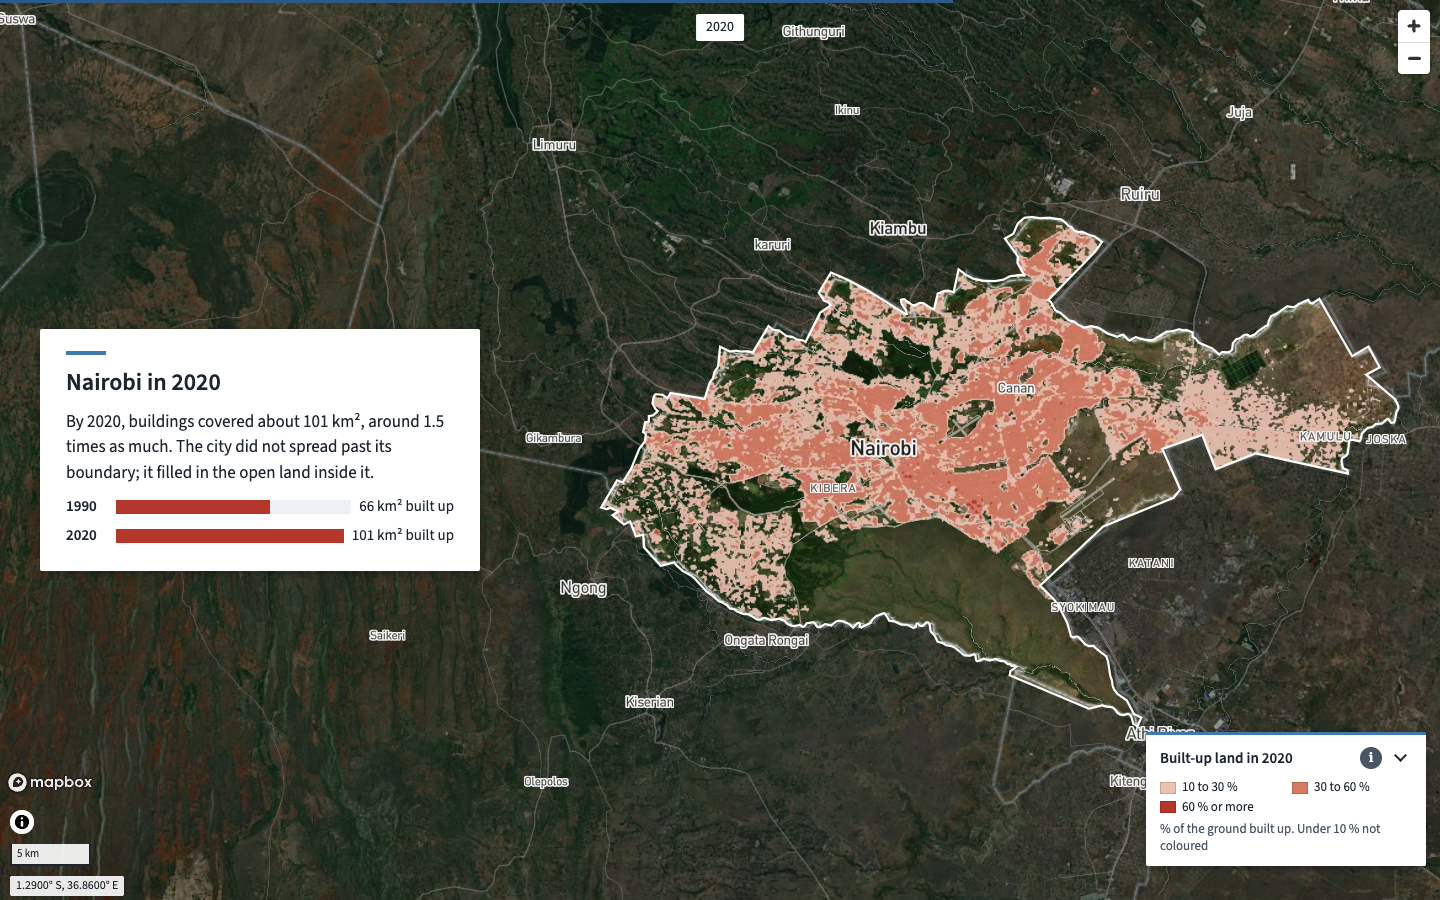 Suswa
2020
Githunguri
Ikinu
Juja
Limuru
Ruiru
Kiambu
karuri
Canan
Nairobi
KIBERA
KAMULU
JOSKA
Gikambura
Nairobi in 2020
By 2020, buildings covered about 101 km², around 1.5
times as much. The city did not spread past its
boundary; it filled in the open land inside it.
1990 66 km² built up
2020 101 km² built up
KATANI
Ngong
SYOKIMAU
Saikeri
Ongata Rongai
Kiserian
Athi River
Olepolos
Kiteng
Built-up land in 2020
10 to 30 %
30 to 60 %
60 % or more
% of the ground built up. Under 10 % not
coloured
mapbox
5 km
1.2900° S, 36.8600° E